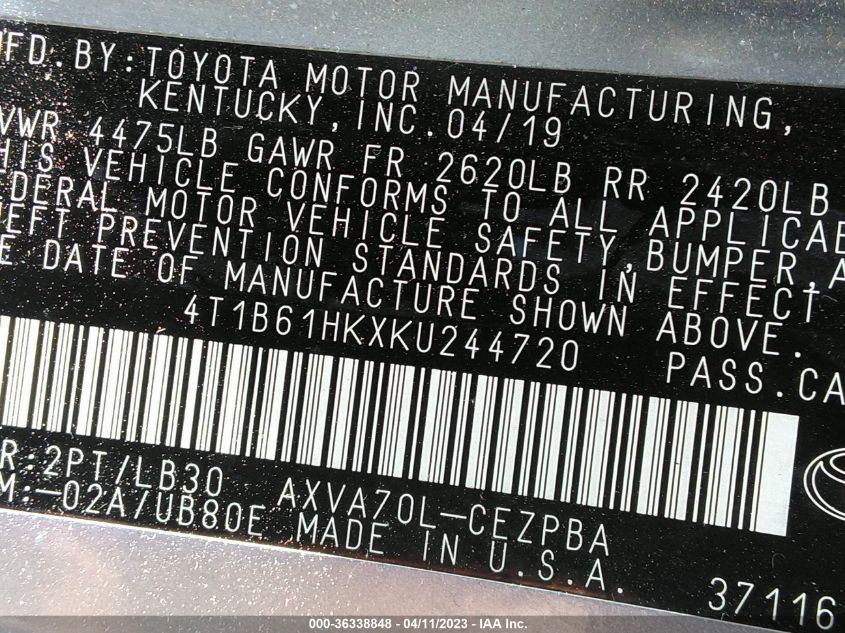 MFD.BY:TOYOTA MOTOR MANUFACTURING,
KENTUCKY,INC.04/19
VWR 4475LB GAWR FR 2620LB RR 2420LB
HIS VEHICLE CONFORMS TO ALL APPLICAB
EDERAL MOTOR VEHICLE SAFETY,BUMPER,A
EFT PREVENTION STANDARDS IN EFFECT
E DATE OF MANUFACTURE SHOWN ABOVE.
4T1B61HKXKU244720 PASS.CA
R:2PT/LB30 AXVA70L-CEZPBA
M:-02A/UB80E MADE IN U.S.A.
37116
000-36338848 - 04/11/2023 - IAA Inc.